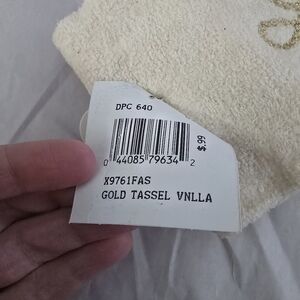 DPC 640
$.99
0 44085 79634 2
X9761FAS
GOLD TASSEL VNLLA